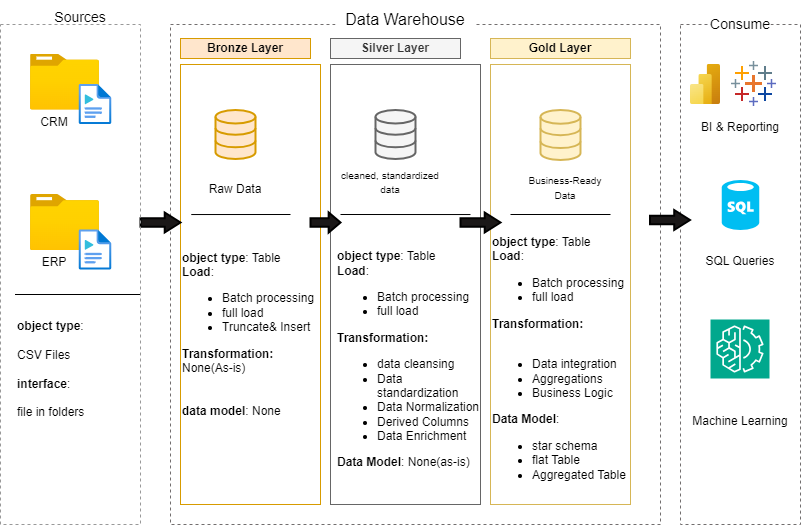 Sources
CRM
ERP
object type:
CSV Files
interface:
file in folders
Data Warehouse
Bronze Layer
Raw Data
object type: Table
Load:
Batch processing
full load
Truncate& Insert
Transformation:
None(As-is)
data model: None
Silver Layer
cleaned, standardized
data
object type: Table
Load:
Batch processing
full load
Transformation:
data cleansing
Data
standardization
Data Normalization
Derived Columns
Data Enrichment
Data Model: None(as-is)
Gold Layer
Business-Ready
Data
object type: Table
Load:
Batch processing
full load
Transformation:
Data integration
Aggregations
Business Logic
Data Model:
star schema
flat Table
Aggregated Table
Consume
BI & Reporting
SQL
SQL Queries
Machine Learning